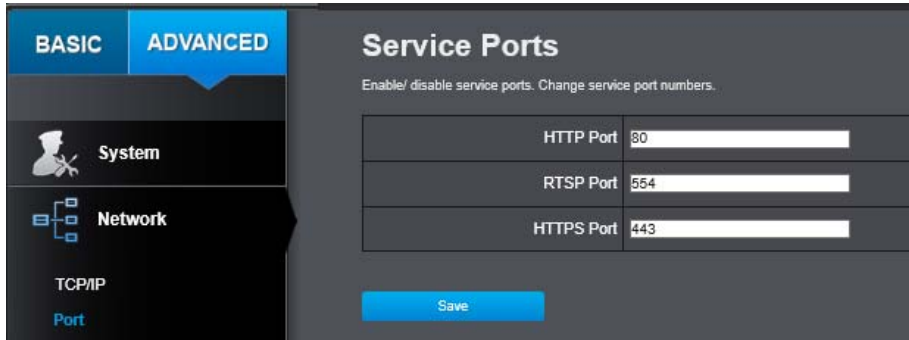 BASIC
ADVANCED
System
Network
TCP/IP
Port
Service Ports
Enable/ disable service ports. Change service port numbers.
HTTP Port 80
RTSP Port 554
HTTPS Port 443
Save